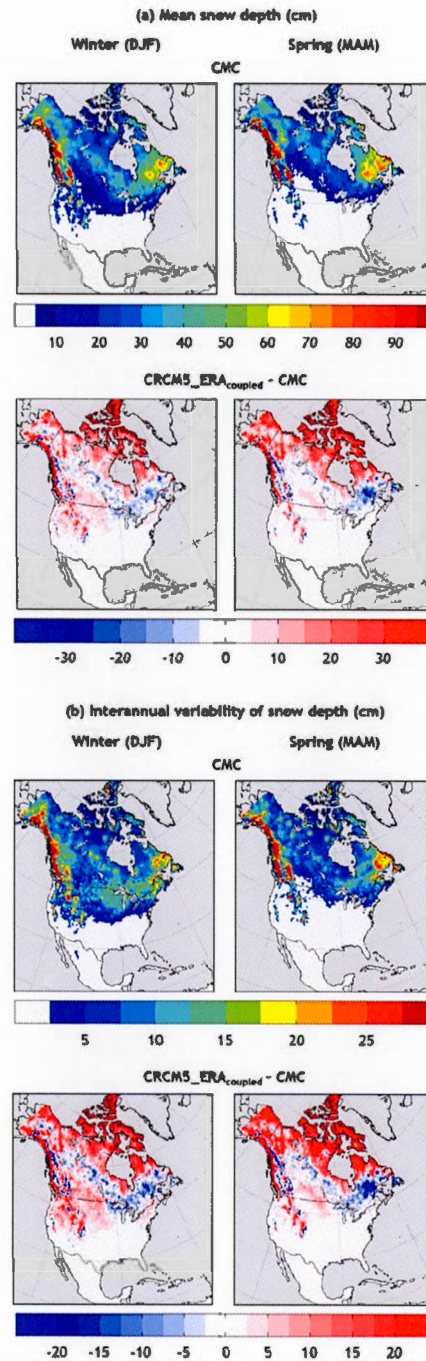 (a) Mean snow depth (cm)
Winter (DJF) Spring (MAM)
CMC
10 20 30 40 50 60 70 80 90
CRCM5_ERAcoupled - CMC
-30 -20 -10 0 10 20 30
(b) Interannual variability of snow depth (cm)
Winter (DJF) Spring (MAM)
CMC
5 10 15 20 25
CRCM5_ERAcoupled - CMC
-20 -15 -10 -5 0 5 10 15 20